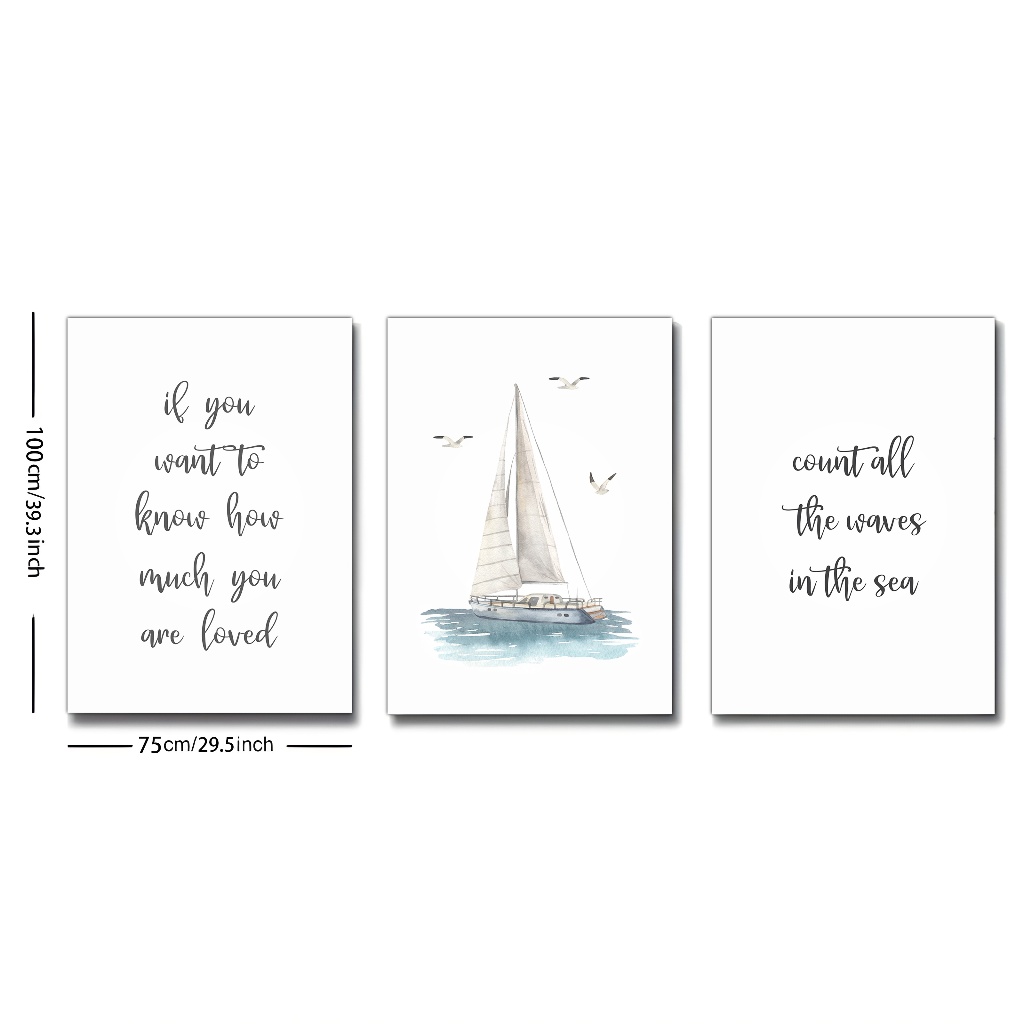 if you
want to
know how
much you
are loved
count all
the waves
in the sea
100cm/39.3inch
75cm/29.5inch